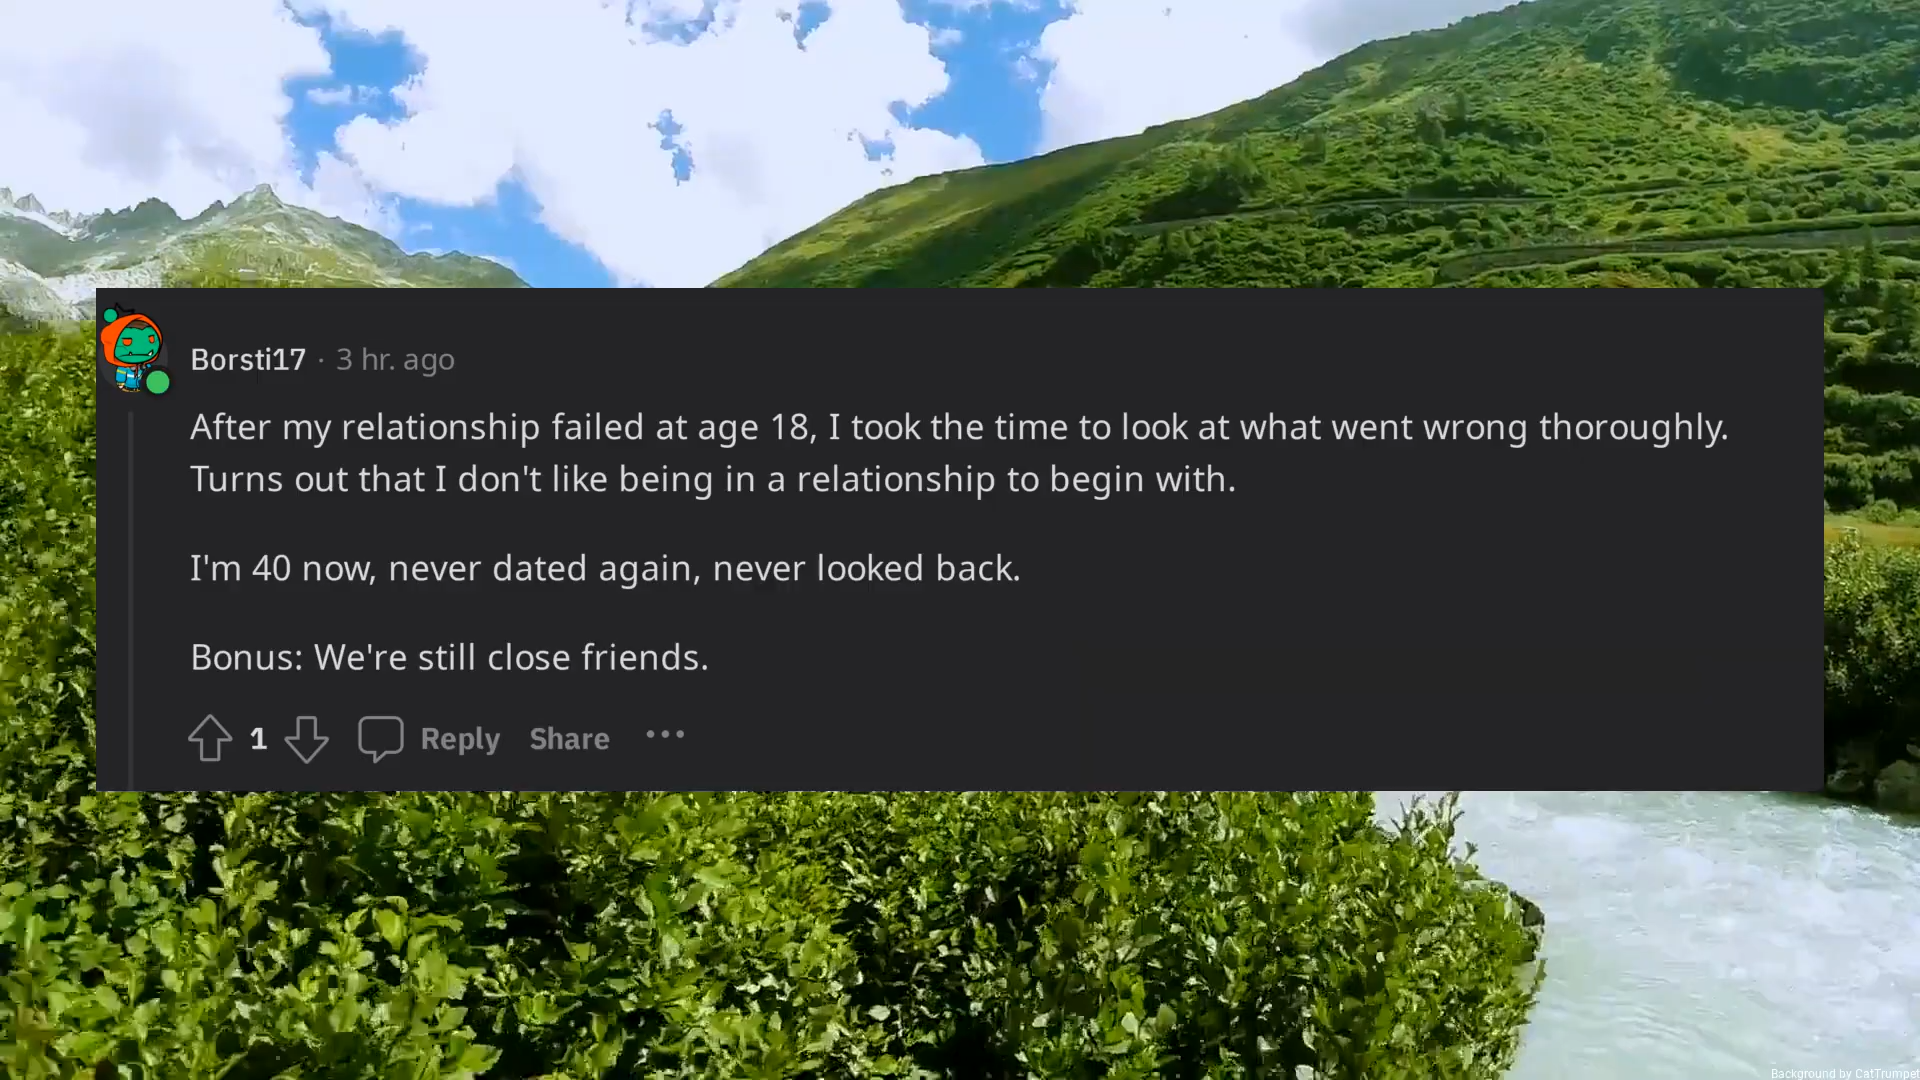 Borsti17 · 3 hr. ago
After my relationship failed at age 18, I took the time to look at what went wrong thoroughly.
Turns out that I don't like being in a relationship to begin with.
I'm 40 now, never dated again, never looked back.
Bonus: We're still close friends.
1 Reply Share ···
Background by CatTrumpet